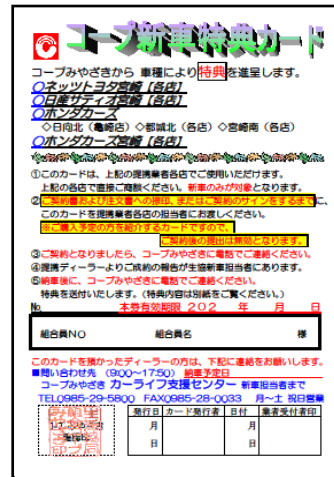 コープ新車特典カード
コープみやざきから 車種により特典を進呈します。
○ネッツトヨタ宮崎【各店】
○日産サティオ宮崎【各店】
○ホンダカーズ
◇日向北（亀崎店）◇都城北（各店）◇宮崎南（各店）
○ホンダカーズ宮崎【各店】
①このカードは、上記の提携業者各店でご使用いただけます。
上記の各店で直接ご商談ください。新車のみが対象となります。
②ご契約書および注文書への捺印、またはご契約のサインをするまでに、
このカードを提携業者各店の担当者にお渡しください。
※ご購入予定の方を紹介するカードですので、
ご契約後の提出は無効となります。
③ご契約となりましたら、コープみやざきに電話でご連絡ください。
④提携ディーラーよりご成約の報告が生協新車担当者にあります。
⑤納車後に、コープみやざきに電話でご連絡ください。
特典を送付いたします。（特典内容は別紙をご覧ください。）
No. 本券有効期限 202 年 月 日
組合員NO 組合員名 様
このカードを預かったディーラーの方は、下記に連絡をお願いします。
■問い合わせ先 （9:00～17:50） 納車予定日
コープみやざき カーライフ支援センター 新車担当者まで
TEL0985-29-5800 FAX0985-28-0033 月～土 祝日営業
発行日 カード発行者 日付 業者受付者印
月 月
日 日